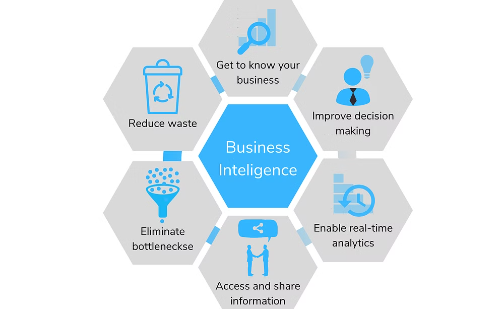 Get to know your
business
Improve decision
making
Enable real-time
analytics
Access and share
information
Eliminate
bottleneckse
Reduce waste
Business
Inteligence